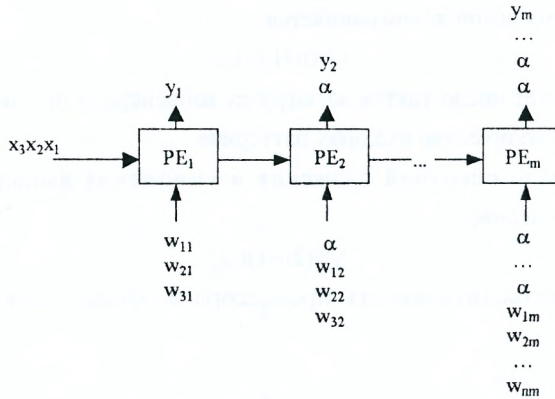 y_m
...
y_1 y_2 α
α α
x_3x_2x_1 PE_1 PE_2 ... PE_m
w_11 α α
w_21 w_12 ...
w_31 w_22 α
w_32 w_1m
w_2m
...
w_nm